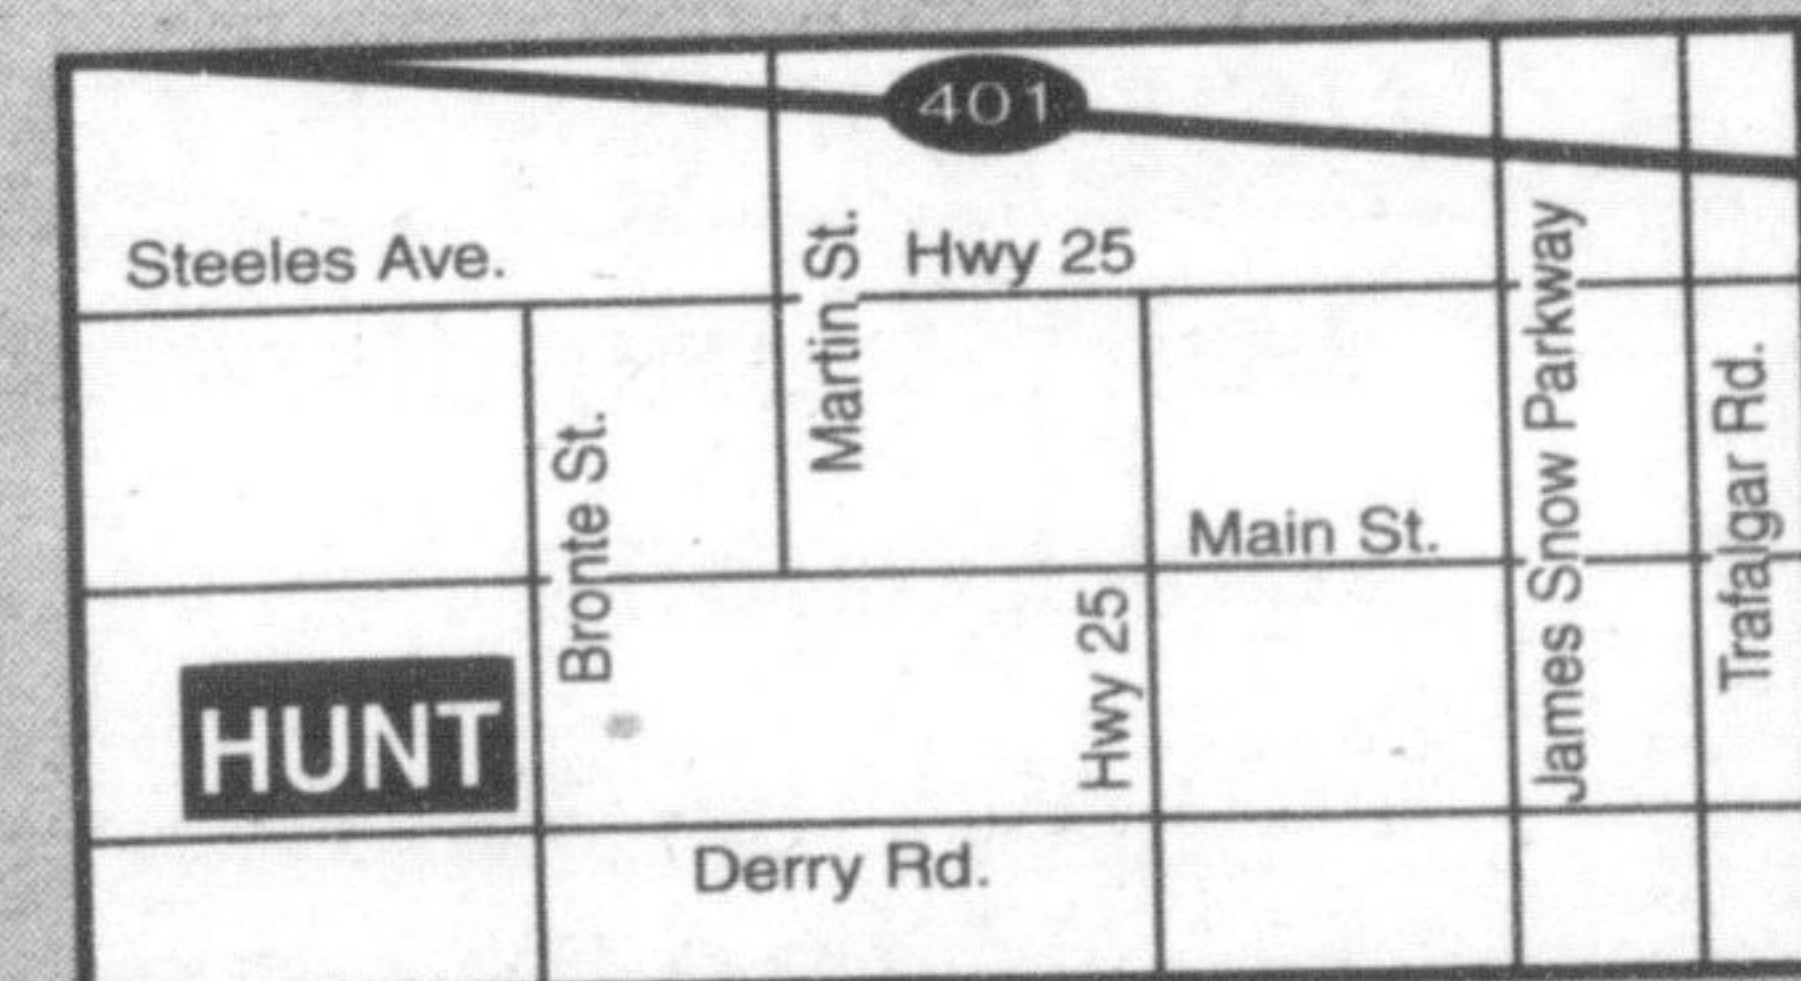 401
Steeles Ave.
Martin St.
Hwy 25
James Snow Parkway
Trafalgar Rd.
Bronte St.
Main St.
Hwy 25
HUNT
Derry Rd.